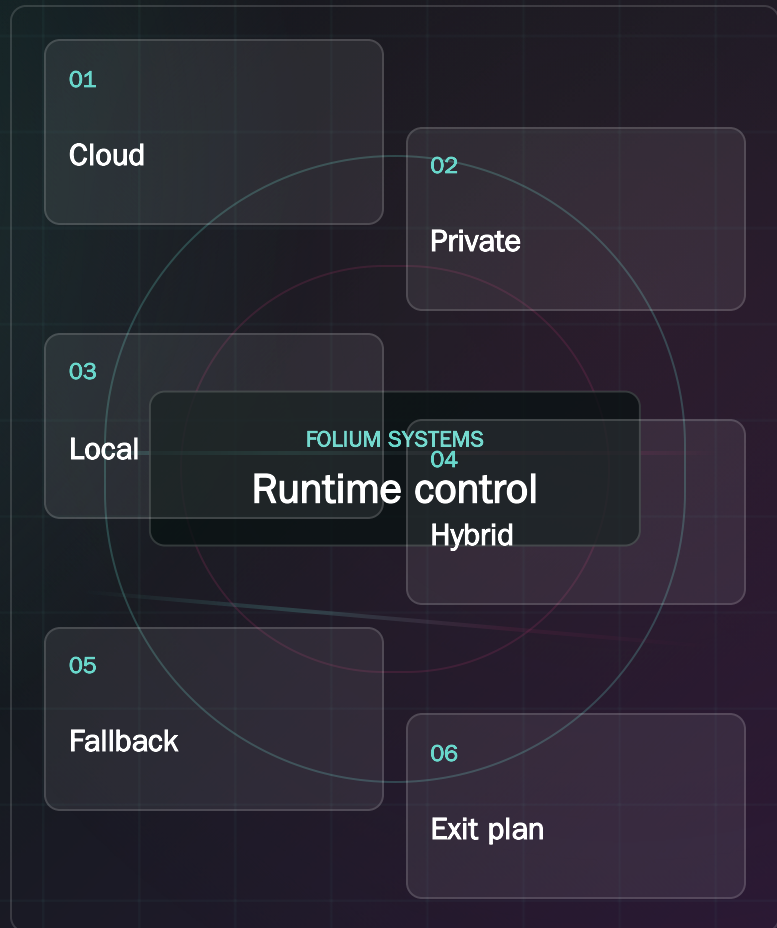 01
Cloud
02
Private
03
Local
FOLIUM SYSTEMS
Runtime control
04
Hybrid
05
Fallback
06
Exit plan